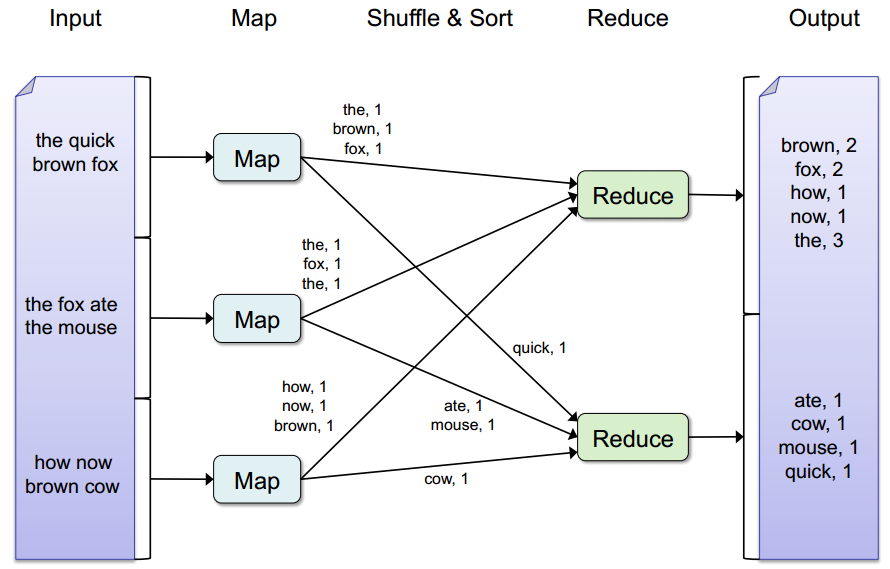 Input
Map
Shuffle & Sort
Reduce
Output
the quick
brown fox
the fox ate
the mouse
how now
brown cow
Map
Map
Map
the, 1
brown, 1
fox, 1
the, 1
fox, 1
the, 1
how, 1
now, 1
brown, 1
quick, 1
ate, 1
mouse, 1
cow, 1
Reduce
Reduce
brown, 2
fox, 2
how, 1
now, 1
the, 3
ate, 1
cow, 1
mouse, 1
quick, 1